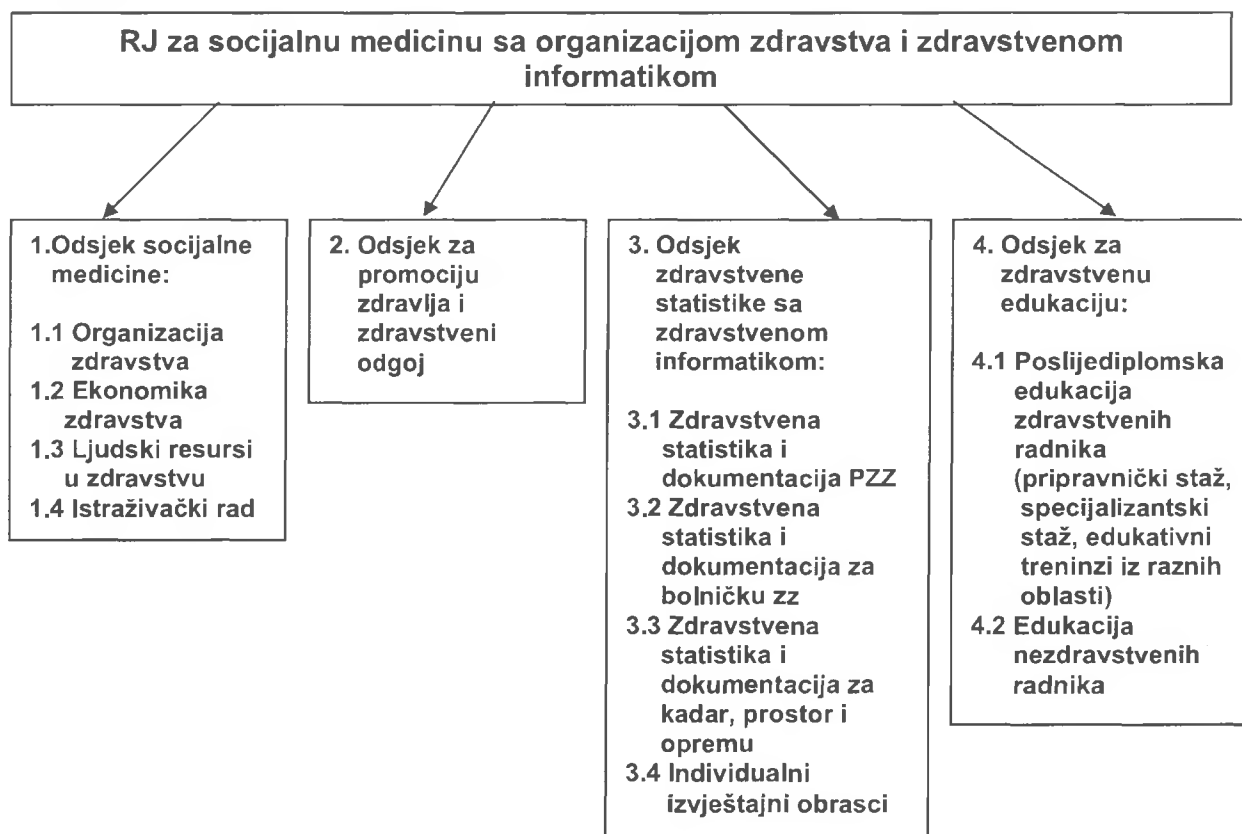 RJ za socijalnu medicinu sa organizacijom zdravstva i zdravstvenom
informatikom
1.Odsjek socijalne
medicine:
1.1 Organizacija
zdravstva
1.2 Ekonomika
zdravstva
1.3 Ljudski resursi
u zdravstvu
1.4 Istraživački rad
2. Odsjek za
promociju
zdravlja i
zdravstveni
odgoj
3. Odsjek
zdravstvene
statistike sa
zdravstvenom
informatikom:
3.1 Zdravstvena
statistika i
dokumentacija PZZ
3.2 Zdravstvena
statistika i
dokumentacija za
bolničku zz
3.3 Zdravstvena
statistika i
dokumentacija za
kadar, prostor i
opremu
3.4 Individualni
izvještajni obrasci
4. Odsjek za
zdravstvenu
edukaciju:
4.1 Poslijediplomska
edukacija
zdravstvenih
radnika
(pripravnički staž,
specijalizantski
staž, edukativni
treninzi iz raznih
oblasti)
4.2 Edukacija
nezdravstvenih
radnika